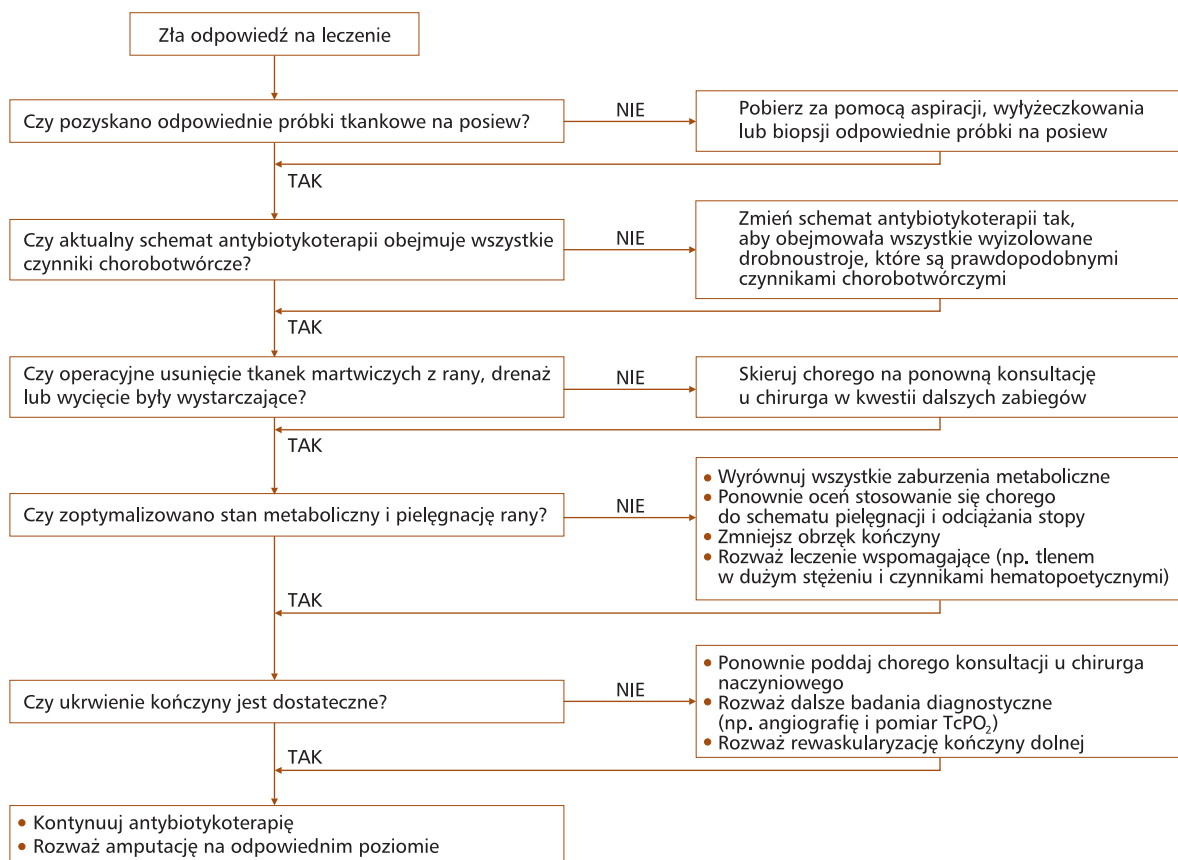 Zła odpowiedź na leczenie
Czy pozyskano odpowiednie próbki tkankowe na posiew?
NIE
Pobierz za pomocą aspiracji, wyłyżeczkowania
lub biopsji odpowiednie próbki na posiew
TAK
Czy aktualny schemat antybiotykoterapii obejmuje wszystkie
czynniki chorobotwórcze?
NIE
Zmień schemat antybiotykoterapii tak,
aby obejmowała wszystkie wyizolowane
drobnoustroje, które są prawdopodobnymi
czynnikami chorobotwórczymi
TAK
Czy operacyjne usunięcie tkanek martwiczych z rany, drenaż
lub wycięcie były wystarczające?
NIE
Skieruj chorego na ponowną konsultację
u chirurga w kwestii dalszych zabiegów
TAK
Czy zoptymalizowano stan metaboliczny i pielęgnację rany?
NIE
• Wyrównuj wszystkie zaburzenia metaboliczne
• Ponownie oceń stosowanie się chorego
do schematu pielęgnacji i odciążania stopy
• Zmniejsz obrzęk kończyny
• Rozważ leczenie wspomagające (np. tlenem
w dużym stężeniu i czynnikami hematopoetycznymi)
TAK
Czy ukrwienie kończyny jest dostateczne?
NIE
• Ponownie poddaj chorego konsultacji u chirurga
naczyniowego
• Rozważ dalsze badania diagnostyczne
(np. angiografię i pomiar TcPO₂)
• Rozważ rewaskularyzację kończyny dolnej
TAK
• Kontynuuj antybiotykoterapię
• Rozważ amputację na odpowiednim poziomie